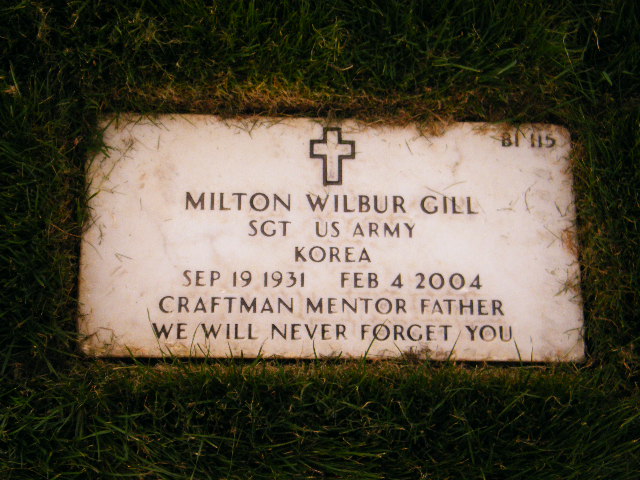 B1 115
MILTON WILBUR GILL
SGT US ARMY
KOREA
SEP 19 1931 FEB 4 2004
CRAFTMAN MENTOR FATHER
WE WILL NEVER FORGET YOU